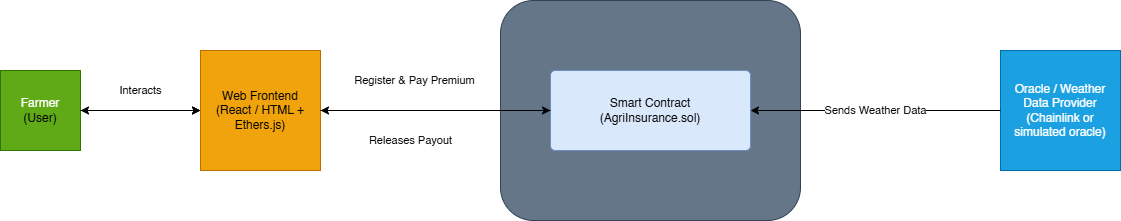 Farmer
(User)
Interacts
Web Frontend
(React / HTML +
Ethers.js)
Register & Pay Premium
Releases Payout
Smart Contract
(AgriInsurance.sol)
Sends Weather Data
Oracle / Weather
Data Provider
(Chainlink or
simulated oracle)